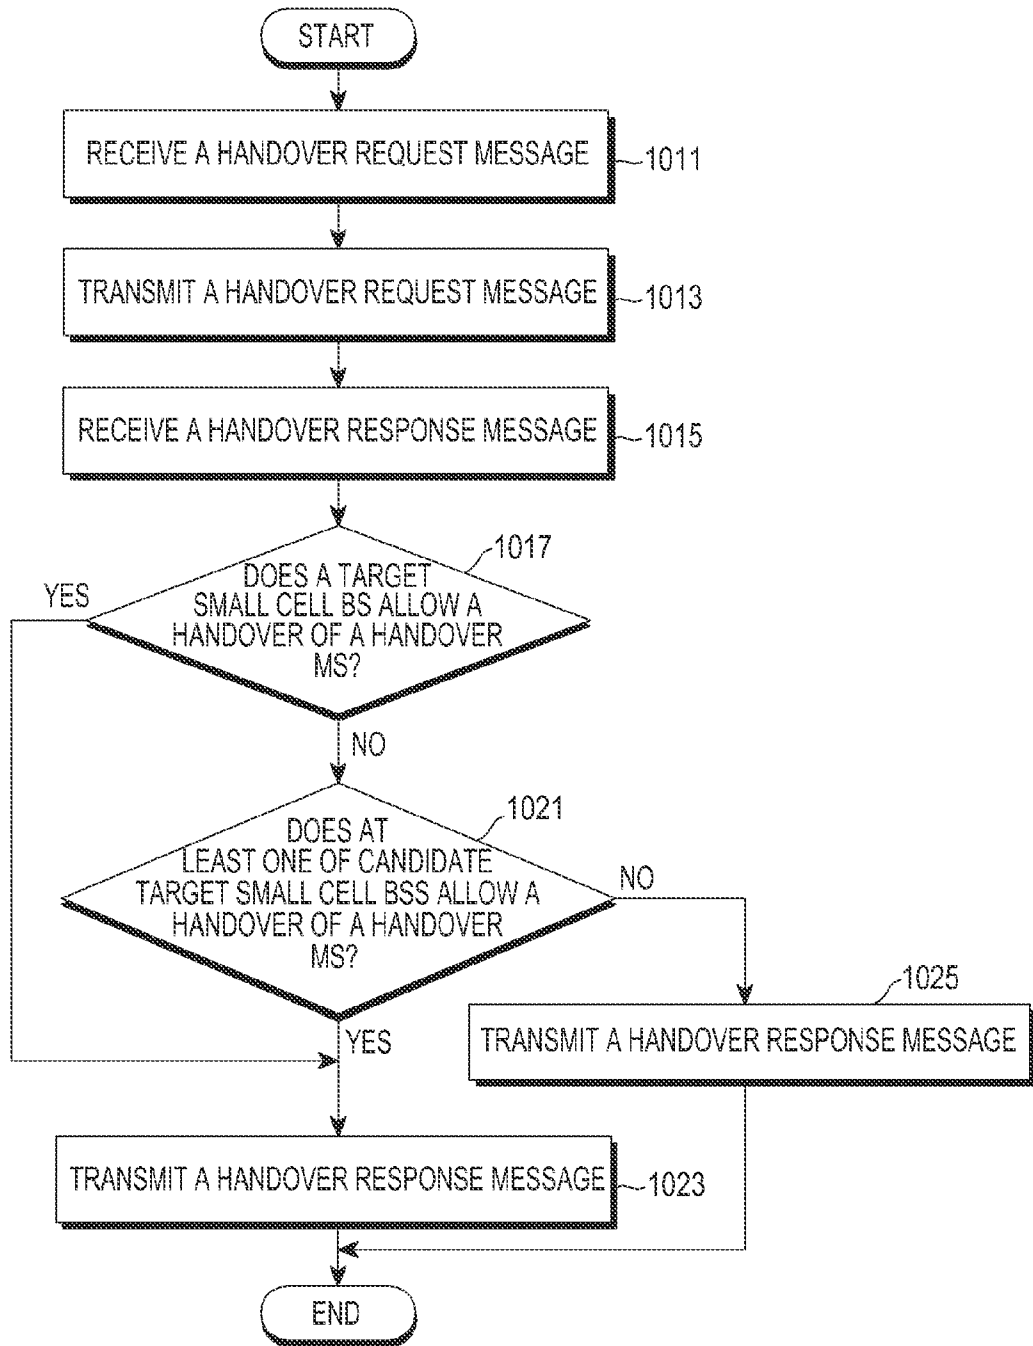 START
RECEIVE A HANDOVER REQUEST MESSAGE
1011
TRANSMIT A HANDOVER REQUEST MESSAGE
1013
RECEIVE A HANDOVER RESPONSE MESSAGE
1015
1017
DOES A TARGET
SMALL CELL BS ALLOW A
HANDOVER OF A HANDOVER
MS?
YES
NO
1021
DOES AT
LEAST ONE OF CANDIDATE
TARGET SMALL CELL BSS ALLOW A
HANDOVER OF A HANDOVER
MS?
NO
YES
1025
TRANSMIT A HANDOVER RESPONSE MESSAGE
TRANSMIT A HANDOVER RESPONSE MESSAGE
1023
END